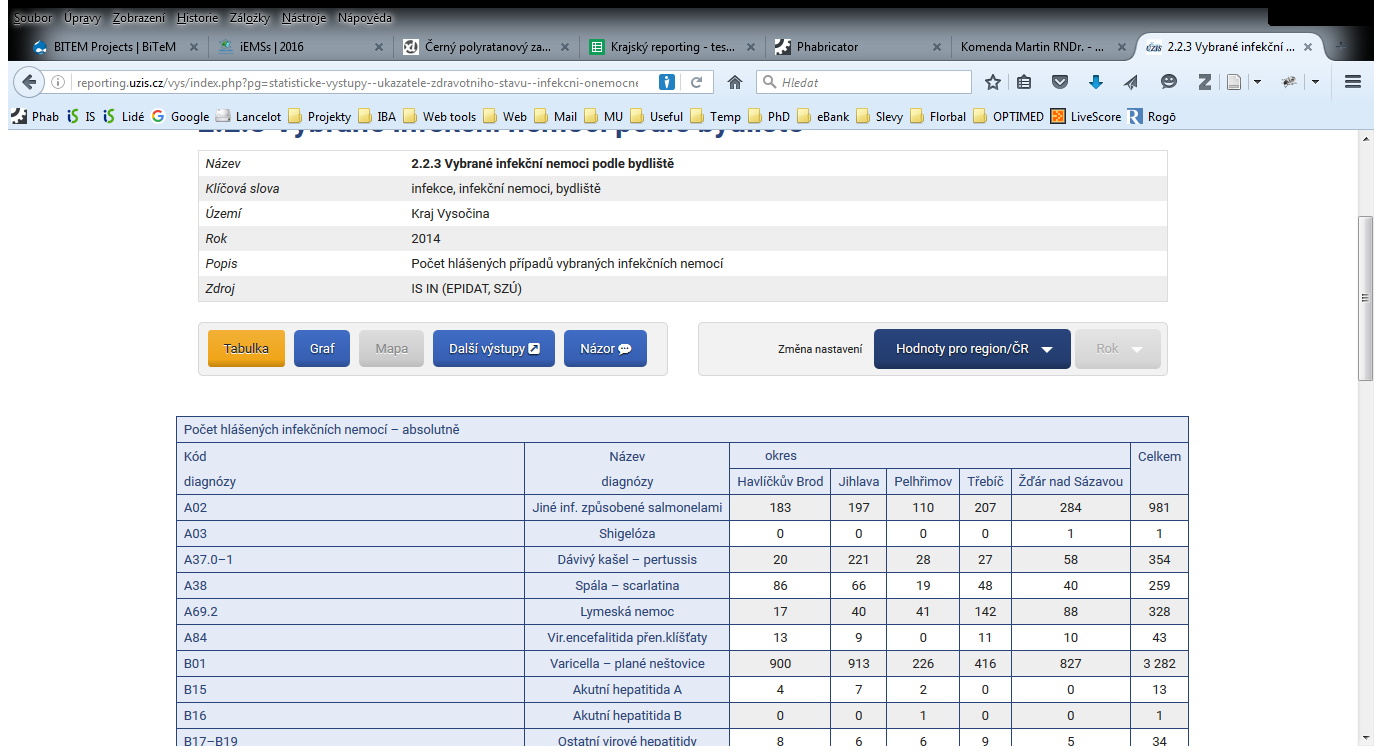 Soubor Úpravy Zobrazení Historie Záložky Nástroje Nápověda
BITEM Projects | BiTeM × iEMSs | 2016 × Černý polyratanový za... × Krajský reporting - tes... × Phabricator × Komenda Martin RNDr. - ... × 2.2.3 Vybrané infekční ... ×
reporting.uzis.cz/vys/index.php?pg=statisticke-vystupy--ukazatele-zdravotniho-stavu--infekcni-onemocne Hledat
Phab IS Lidé Google Lancelot Projekty IBA Web tools Web Mail MU Useful Temp PhD eBank Slevy Florbal OPTIMED LiveScore Rogō
2.2.3 Vybrané infekční nemoci podle bydliště
Název 2.2.3 Vybrané infekční nemoci podle bydliště
Klíčová slova infekce, infekční nemoci, bydliště
Území Kraj Vysočina
Rok 2014
Popis Počet hlášených případů vybraných infekčních nemocí
Zdroj IS IN (EPIDAT, SZÚ)
Tabulka Graf Mapa Další výstupy Názor Změna nastavení Hodnoty pro region/ČR Rok
Počet hlášených infekčních nemocí – absolutně
Kód Název okres Celkem
diagnózy diagnózy Havlíčkův Brod Jihlava Pelhřimov Třebíč Žďár nad Sázavou
A02 Jiné inf. způsobené salmonelami 183 197 110 207 284 981
A03 Shigelóza 0 0 0 0 1 1
A37.0–1 Dávivý kašel – pertussis 20 221 28 27 58 354
A38 Spála – scarlatina 86 66 19 48 40 259
A69.2 Lymeská nemoc 17 40 41 142 88 328
A84 Vir.encefalitida přen.klíšťaty 13 9 0 11 10 43
B01 Varicella – plané neštovice 900 913 226 416 827 3 282
B15 Akutní hepatitida A 4 7 2 0 0 13
B16 Akutní hepatitida B 0 0 1 0 0 1
B17–B19 Ostatní virové hepatitidy 8 6 6 9 5 34